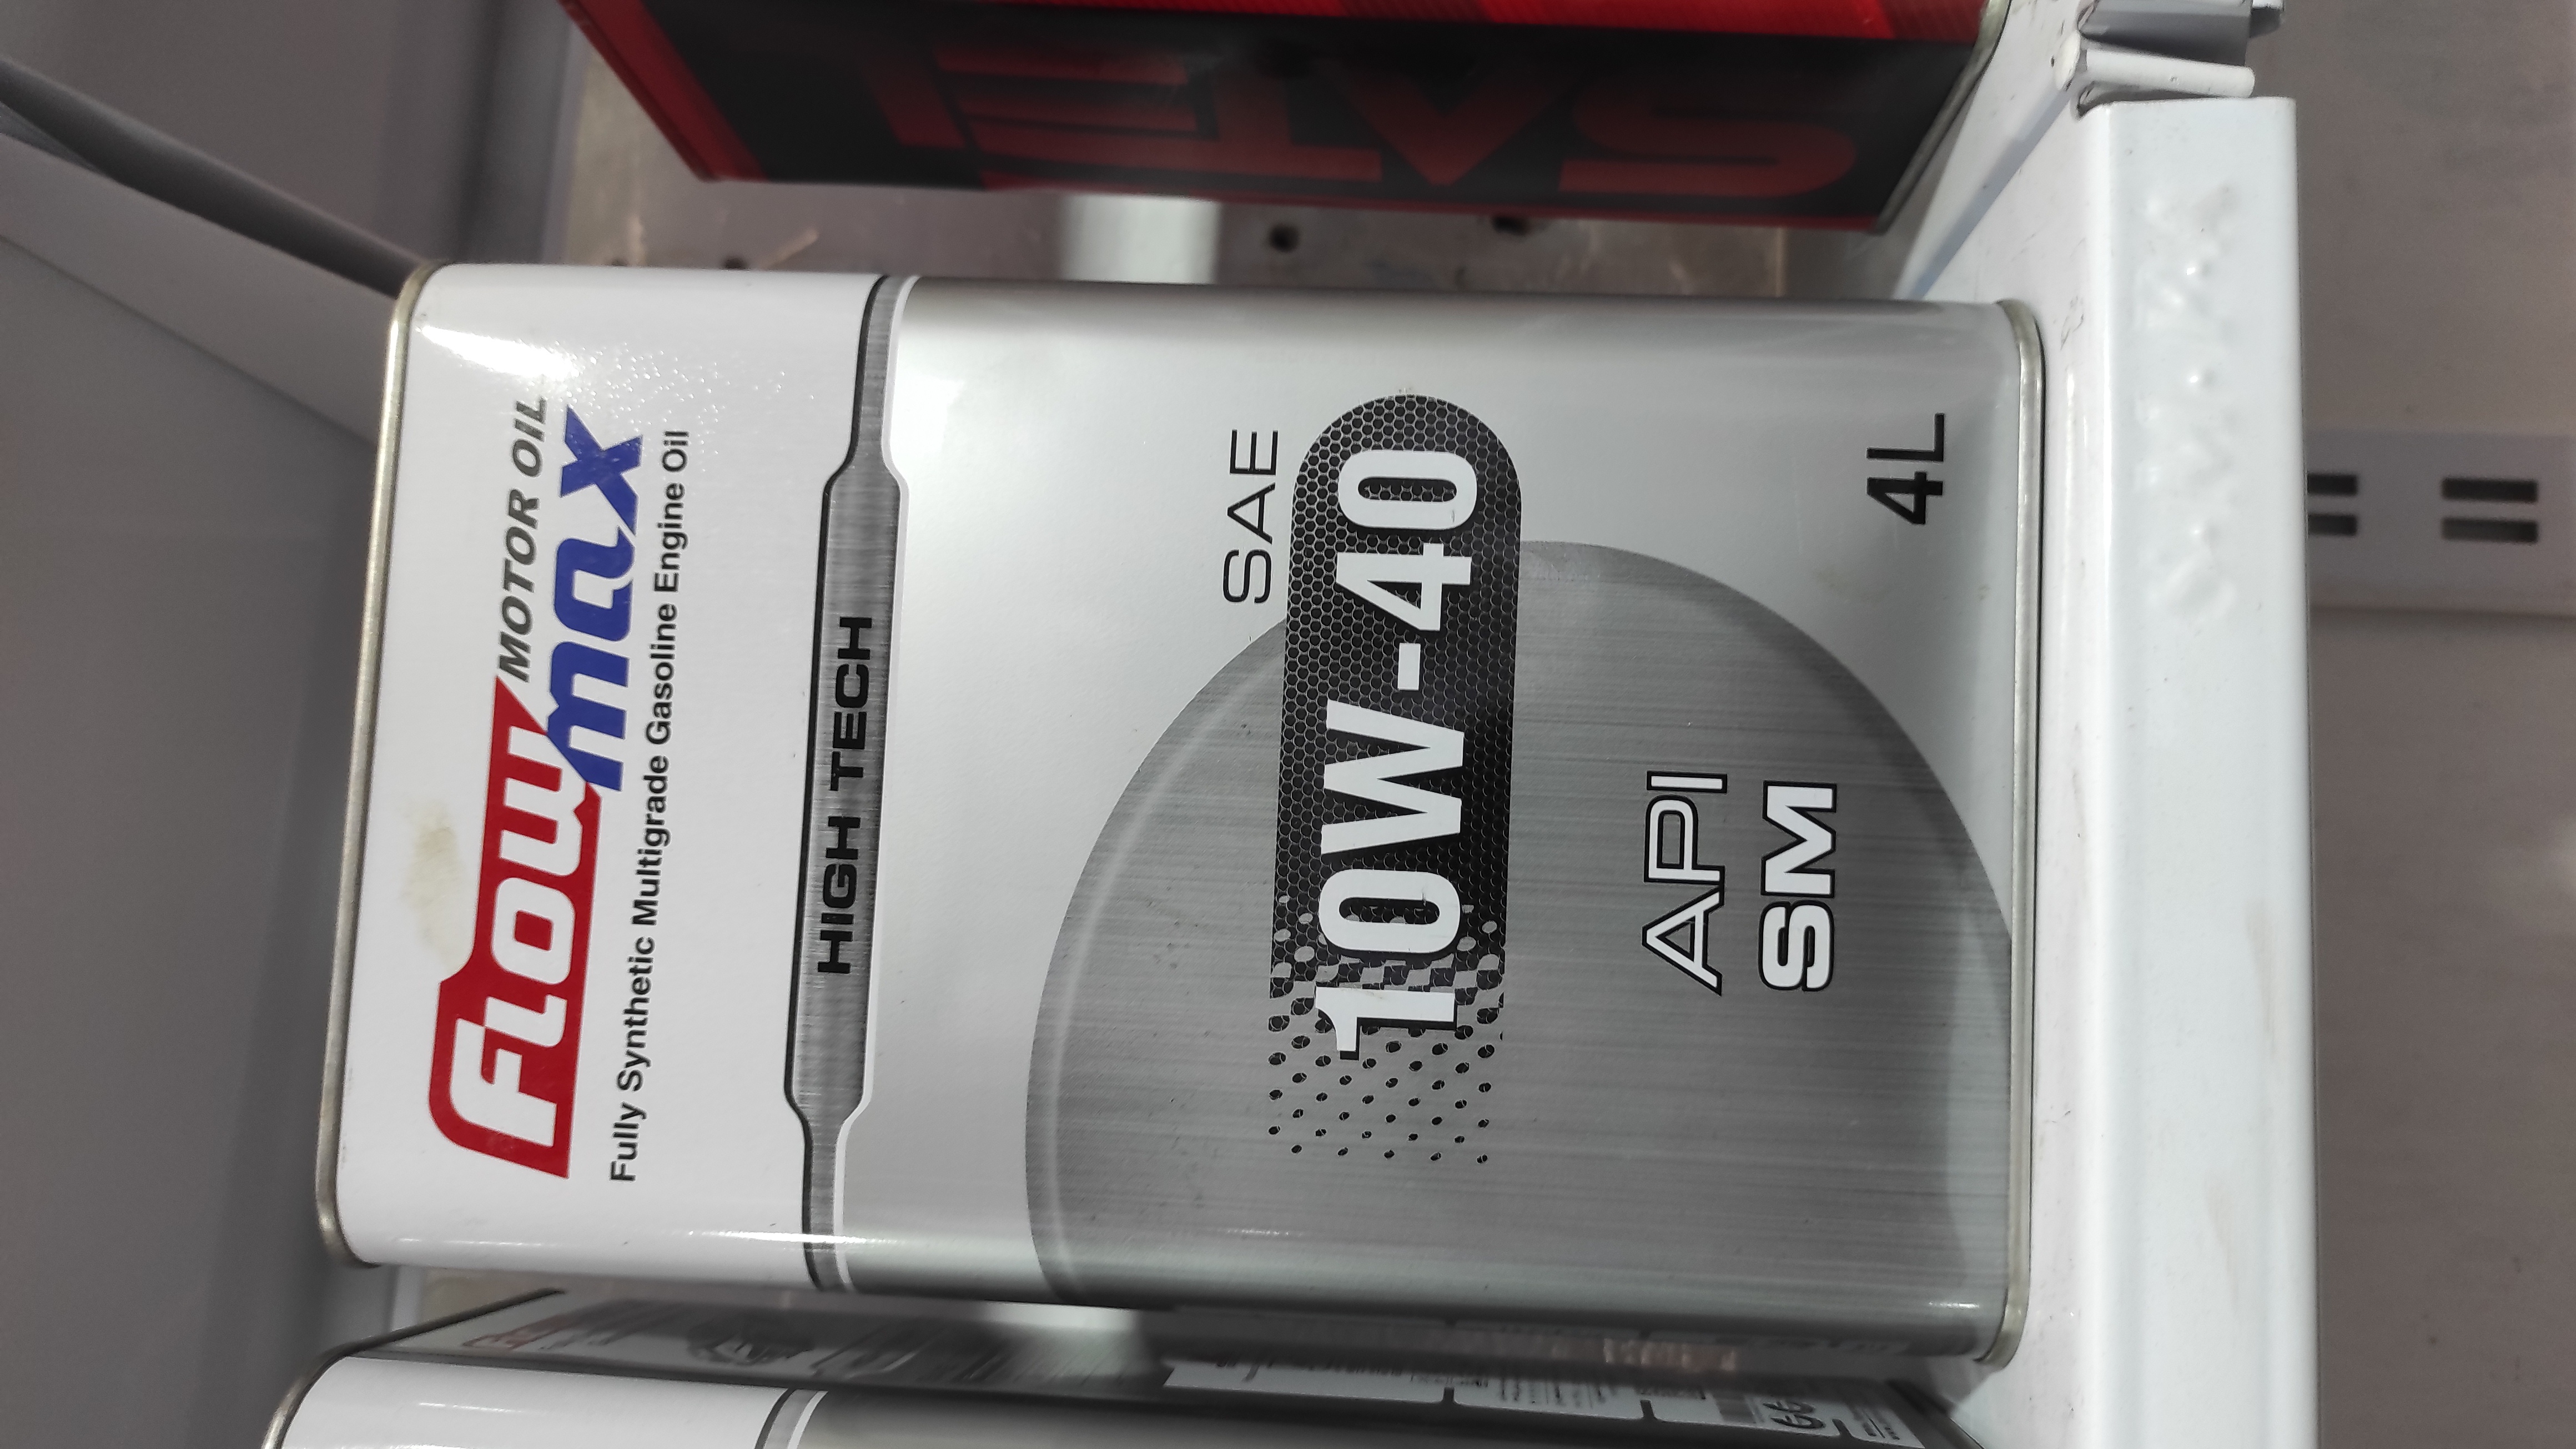 Flow MOTOR OIL
max
Fully Synthetic Multigrade Gasoline Engine Oil
HIGH TECH
SAE
10W-40
API
SM
4L